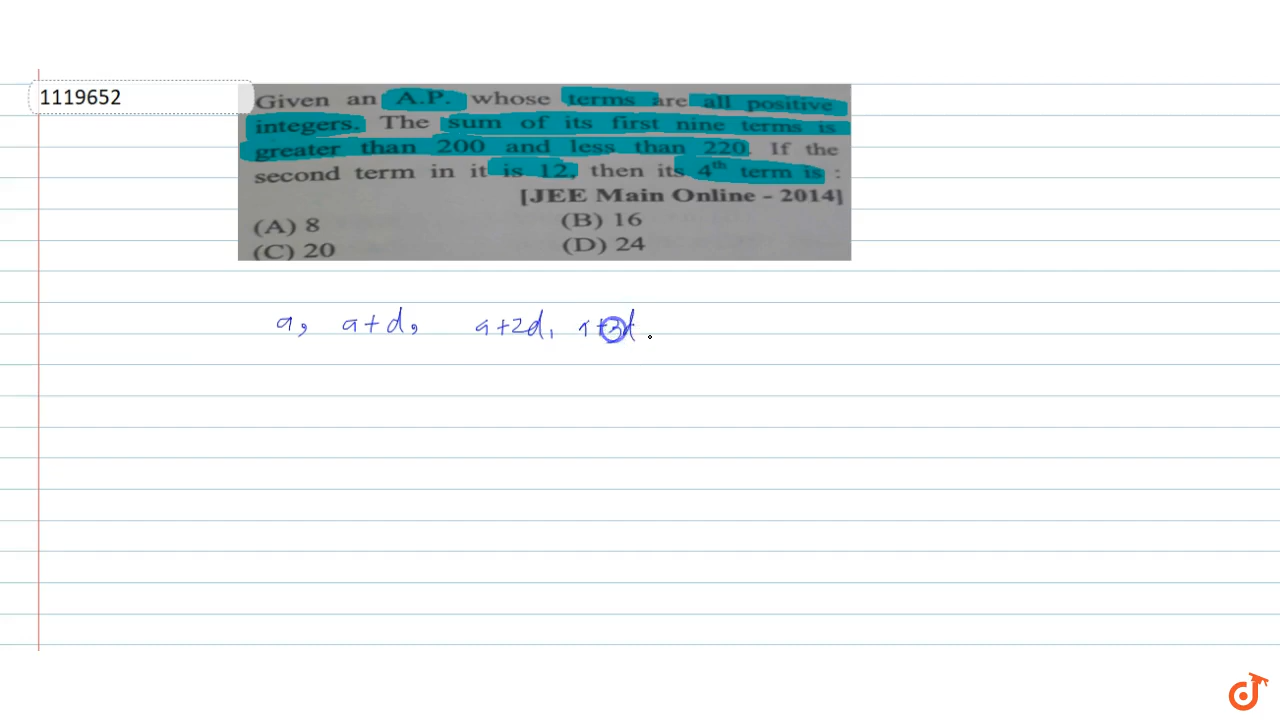 1119652
Given an A.P. whose terms are all positive
integers. The sum of its first nine terms is
greater than 200 and less than 220. If the
second term in it is 12, then its 4th term is :
[JEE Main Online - 2014]
(A) 8 (B) 16
(C) 20 (D) 24
a, a+d, a+2d, a+3d